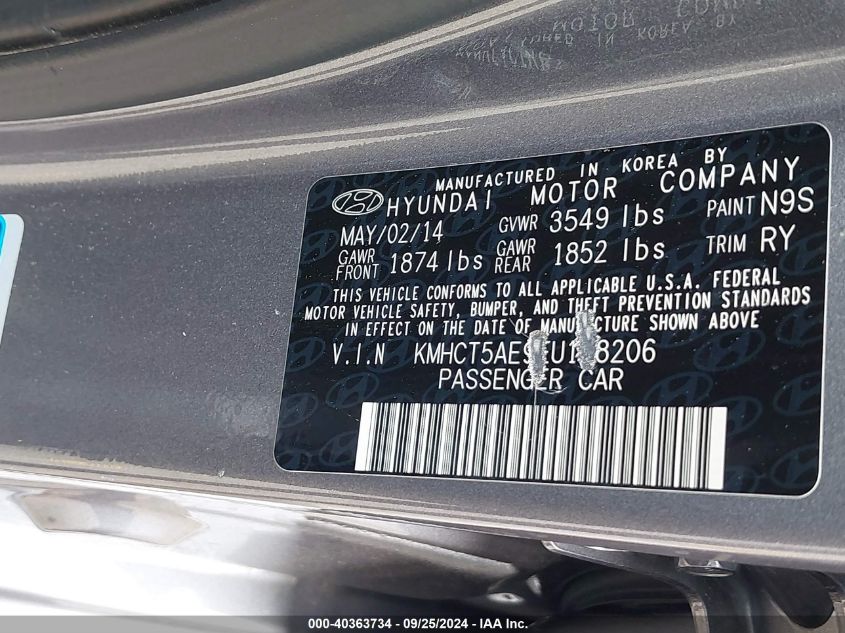 MANUFACTURED IN KOREA BY
HYUNDAI MOTOR COMPANY
MAY/02/14 GVWR 3549 lbs PAINT N9S
GAWR FRONT 1874 lbs GAWR REAR 1852 lbs TRIM RY
THIS VEHICLE CONFORMS TO ALL APPLICABLE U.S.A. FEDERAL
MOTOR VEHICLE SAFETY, BUMPER, AND THEFT PREVENTION STANDARDS
IN EFFECT ON THE DATE OF MANUFACTURE SHOWN ABOVE
V.I.N
PASSENGER CAR
000-40363734 - 09/25/2024 - IAA Inc.